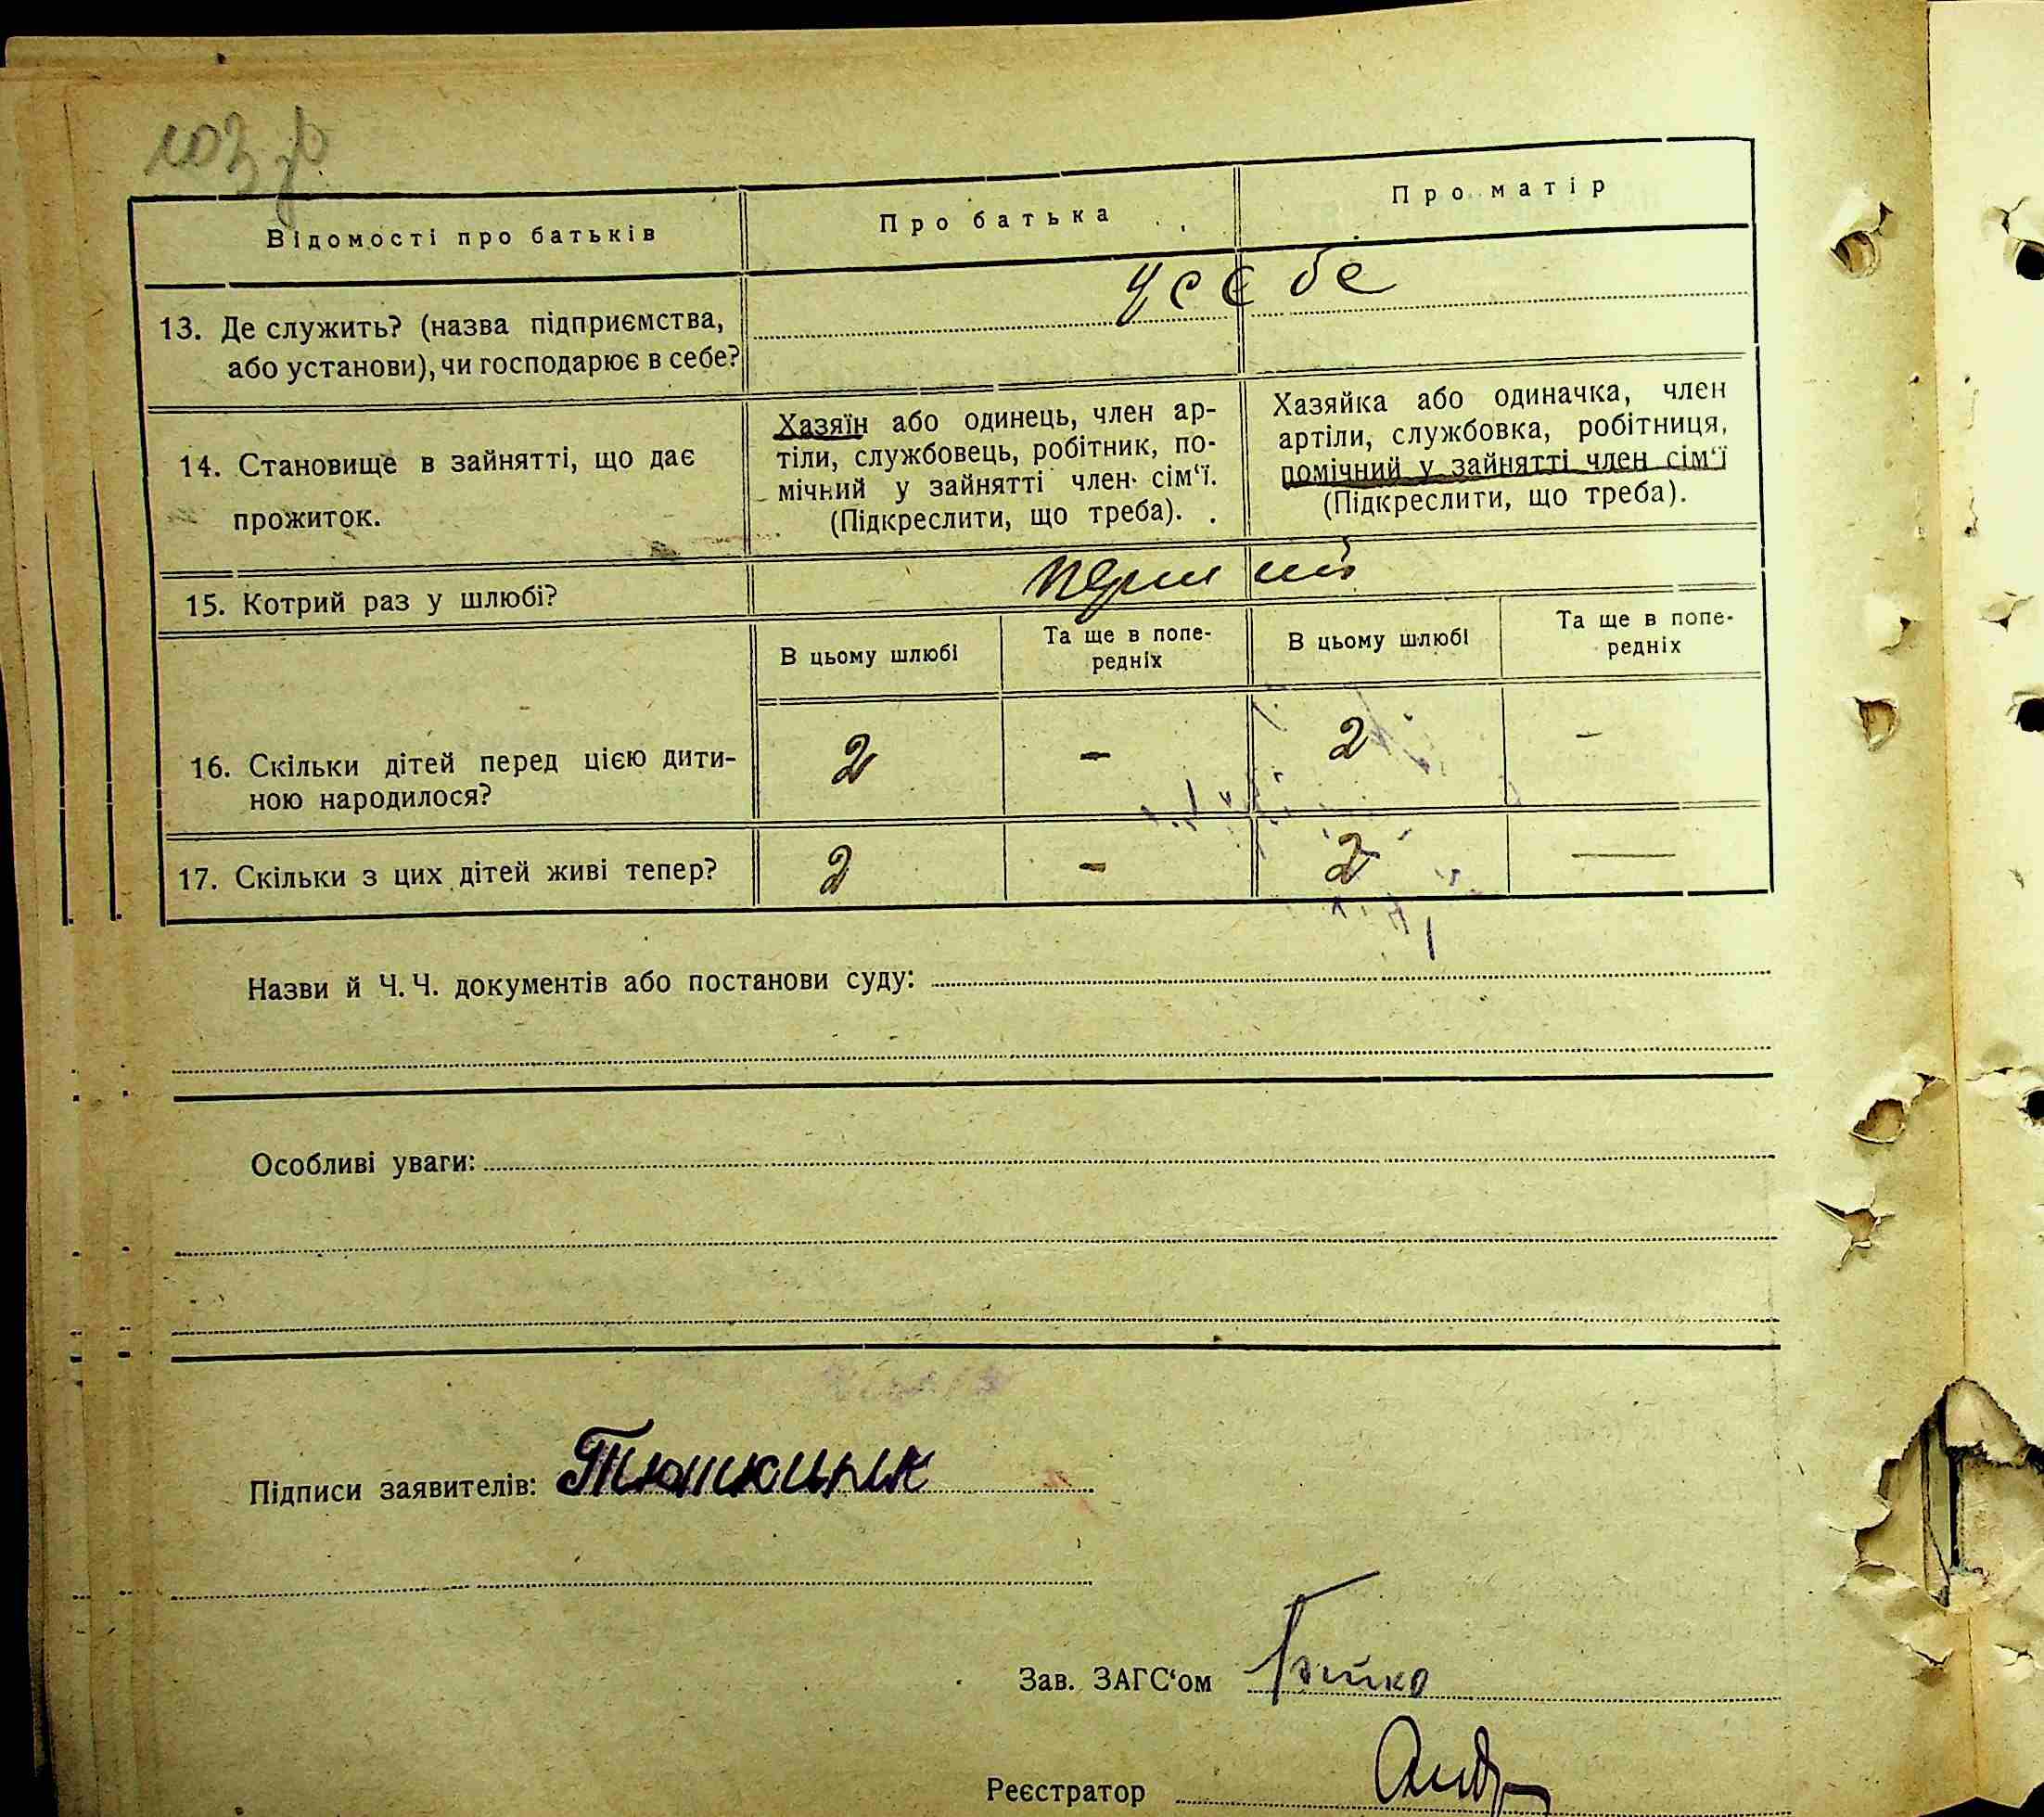 103 зв
Відомості про батьків
Про батька
Про матір
13. Де служить? (назва підприємства,
або установи), чи господарює в себе?
у себе
14. Становище в зайнятті, що дає
прожиток.
Хазяїн або одинець, член ар-
тіли, службовець, робітник, по-
мічний у зайнятті член сім‘ї.
(Підкреслити, що треба).
Хазяйка або одиначка, член
артіли, службовка, робітниця,
помічний у зайнятті член сім‘ї
(Підкреслити, що треба).
15. Котрий раз у шлюбі?
перший
В цьому шлюбі
Та ще в попе-
редніх
В цьому шлюбі
Та ще в попе-
редніх
16. Скільки дітей перед цією дити-
ною народилося?
2 - 2 -
17. Скільки з цих дітей живі тепер?
2 - 2 —
Назви й Ч. Ч. документів або постанови суду:
Особливі уваги:
Підписи заявителів: Тютюнык
Зав. ЗАГС‘ом Бойко
Реєстратор